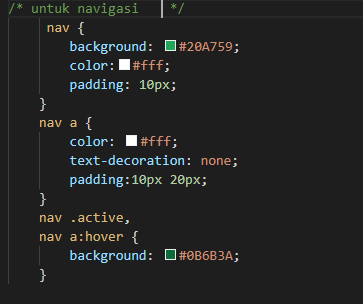 /* untuk navigasi */
nav {
background: #20A759;
color:#fff;
padding: 10px;
}
nav a {
color: #fff;
text-decoration: none;
padding:10px 20px;
}
nav .active,
nav a:hover {
background: #0B6B3A;
}